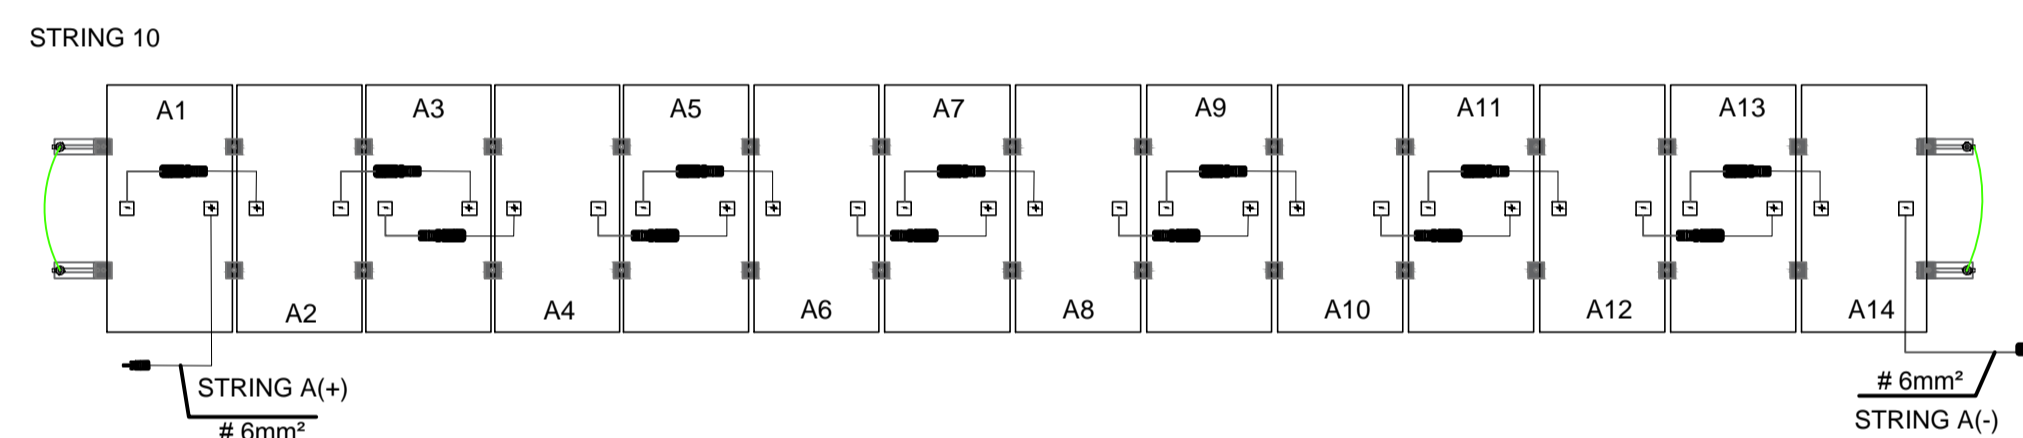 STRING 10
A1
A3
A5
A7
A9
A11
A13
- + + - - + + - - + + - - + + - - + + - - + + - - + + -
A2
A4
A6
A8
A10
A12
A14
STRING A(+)
# 6mm²
# 6mm²
STRING A(-)